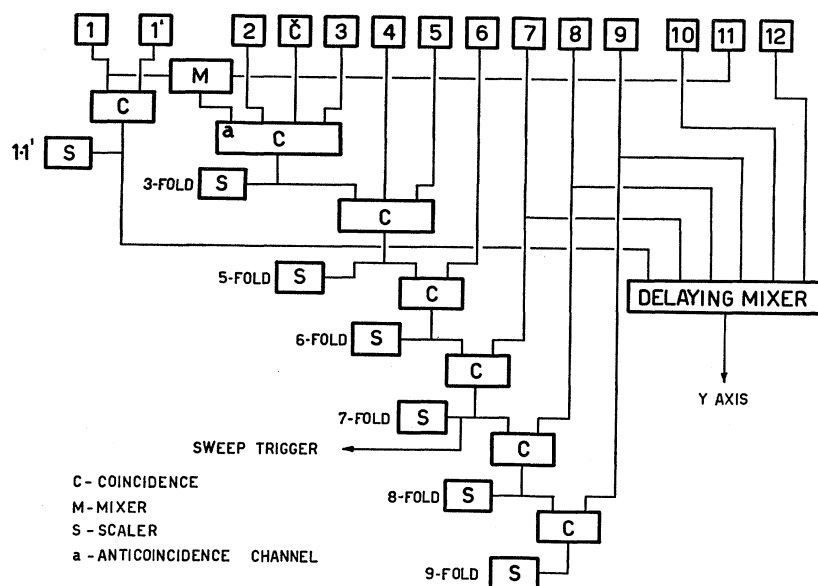 1 1' 2 Č 3 4 5 6 7 8 9 10 11 12
M
C
a C
1·1' S
3-FOLD S
C
5-FOLD S
C
DELAYING MIXER
6-FOLD S
C
Y AXIS
7-FOLD S
SWEEP TRIGGER
C
C - COINCIDENCE
8-FOLD S
M - MIXER
C
S - SCALER
a - ANTICOINCIDENCE CHANNEL
9-FOLD S